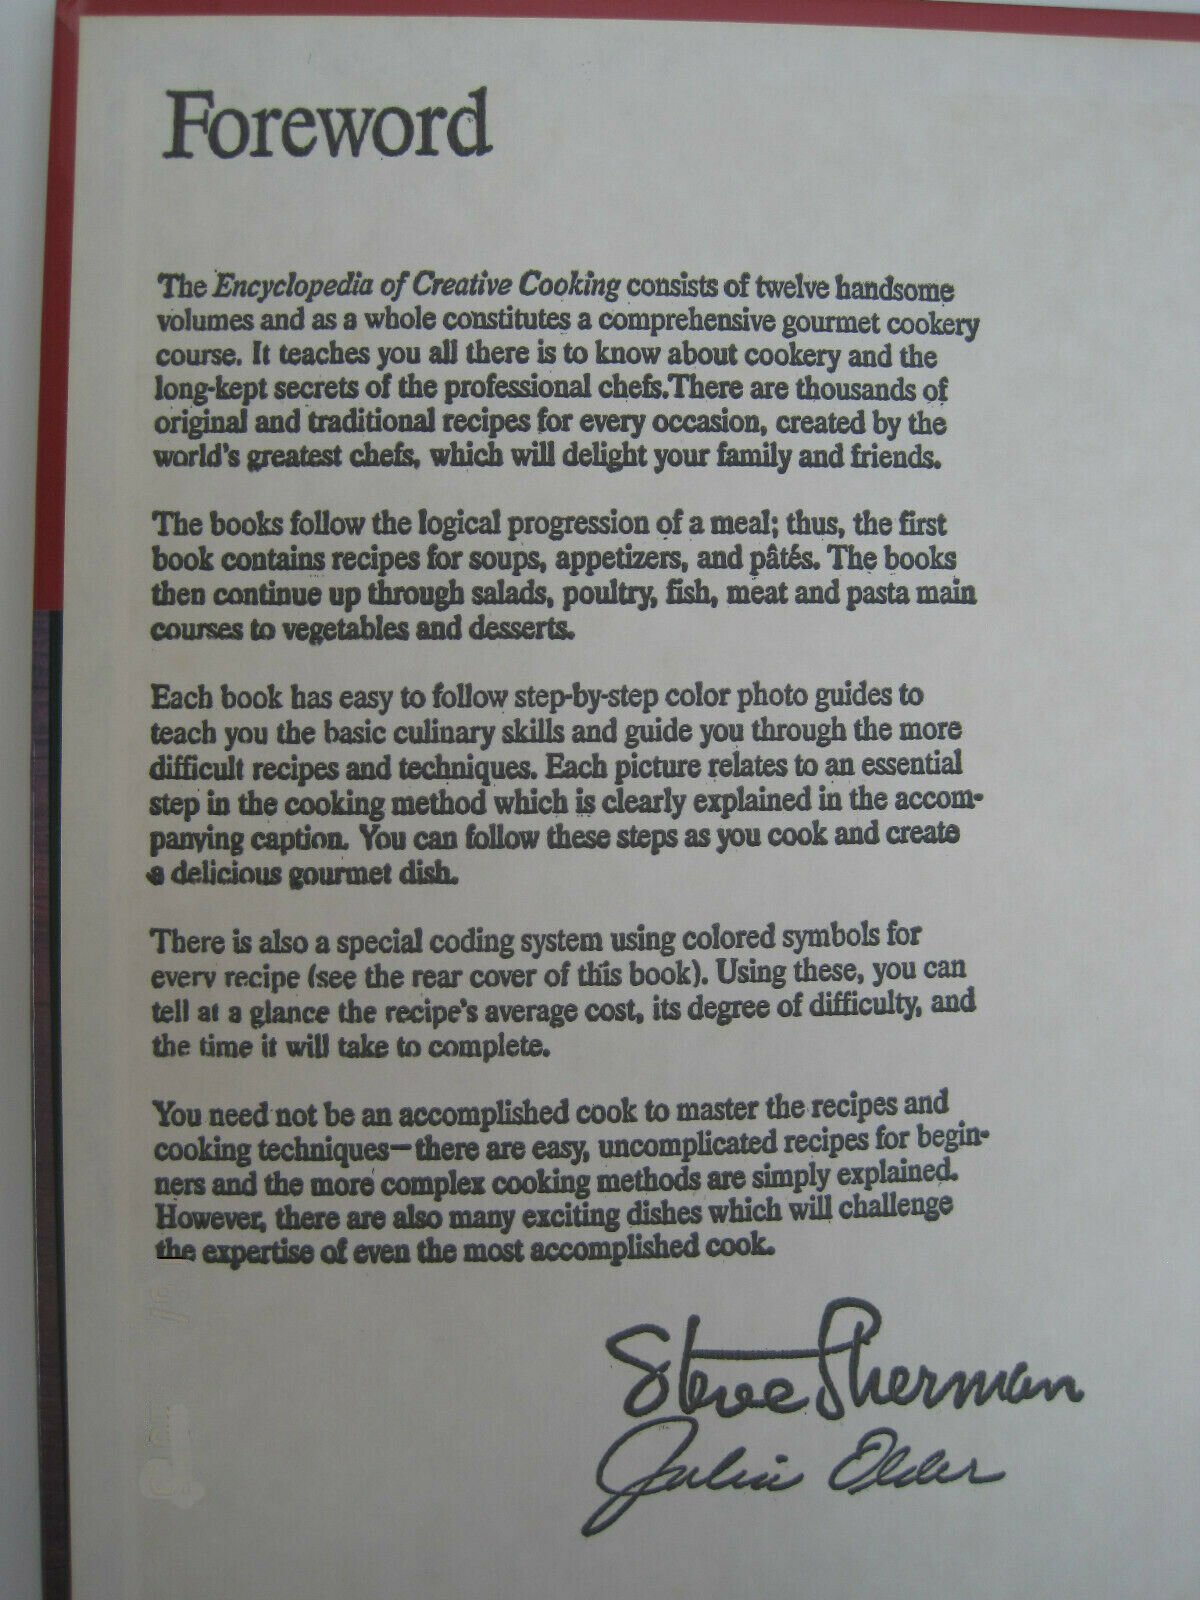 Foreword
The Encyclopedia of Creative Cooking consists of twelve handsome
volumes and as a whole constitutes a comprehensive gourmet cookery
course. It teaches you all there is to know about cookery and the
long-kept secrets of the professional chefs. There are thousands of
original and traditional recipes for every occasion, created by the
world's greatest chefs, which will delight your family and friends.
The books follow the logical progression of a meal; thus, the first
book contains recipes for soups, appetizers, and pâtés. The books
then continue up through salads, poultry, fish, meat and pasta main
courses to vegetables and desserts.
Each book has easy to follow step-by-step color photo guides to
teach you the basic culinary skills and guide you through the more
difficult recipes and techniques. Each picture relates to an essential
step in the cooking method which is clearly explained in the accom-
panying caption. You can follow these steps as you cook and create
a delicious gourmet dish.
There is also a special coding system using colored symbols for
every recipe (see the rear cover of this book). Using these, you can
tell at a glance the recipe's average cost, its degree of difficulty, and
the time it will take to complete.
You need not be an accomplished cook to master the recipes and
cooking techniques—there are easy, uncomplicated recipes for begin-
ners and the more complex cooking methods are simply explained.
However, there are also many exciting dishes which will challenge
the expertise of even the most accomplished cook.
Steve Sherman
Julia Older